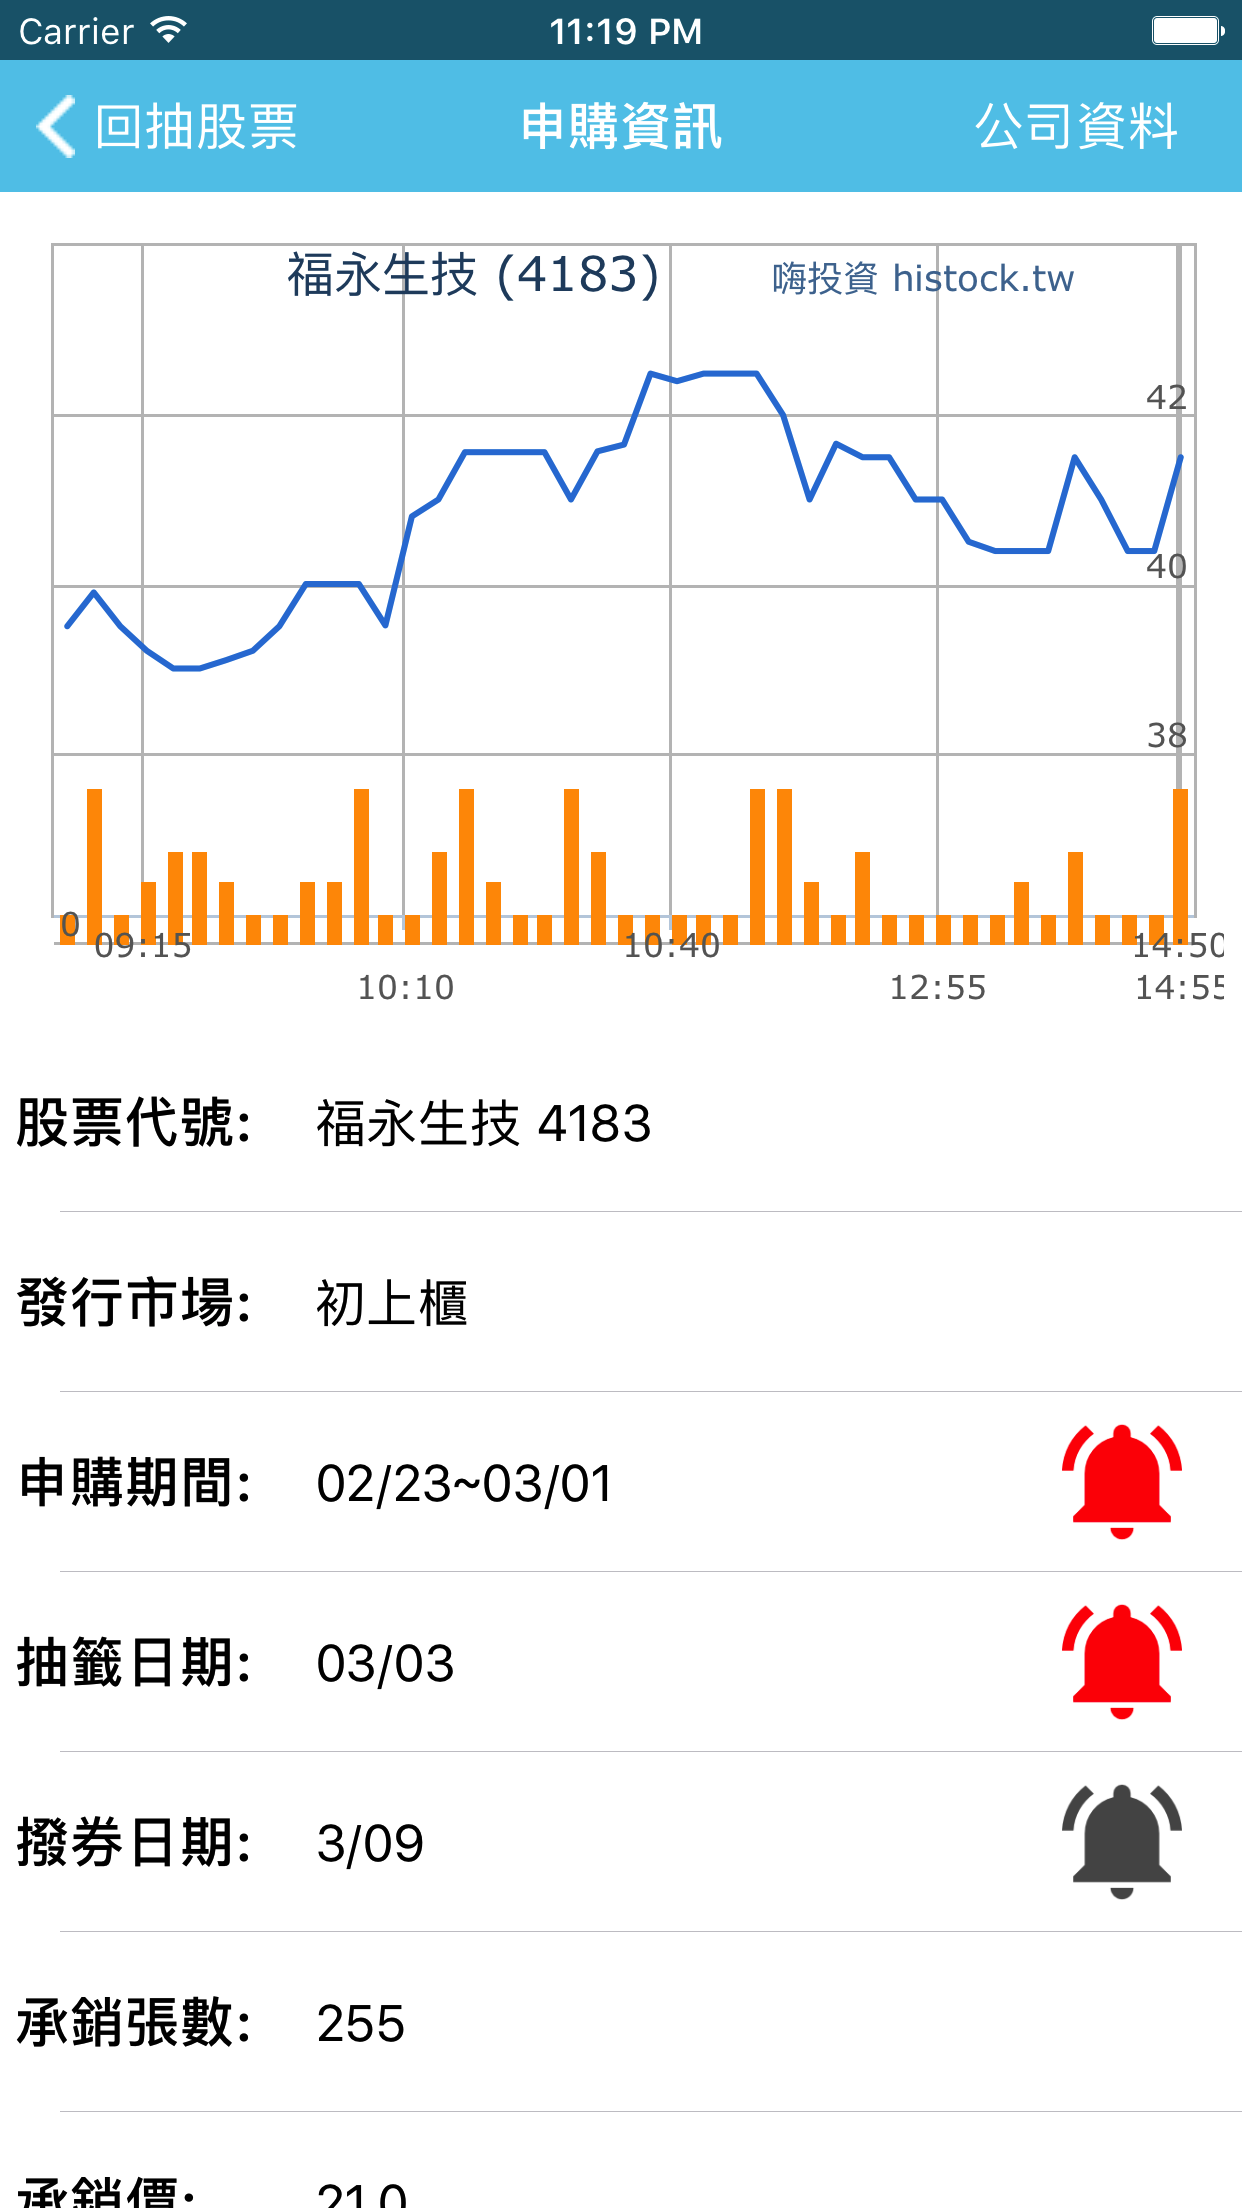 Carrier 11:19 PM
回抽股票 申購資訊 公司資料
福永生技 (4183) 嗨投資 histock.tw
42
40
38
0
09:15 10:40 14:50
10:10 12:55 14:55
股票代號: 福永生技 4183
發行市場: 初上櫃
申購期間: 02/23~03/01
抽籤日期: 03/03
撥券日期: 3/09
承銷張數: 255
承銷價: 21.0